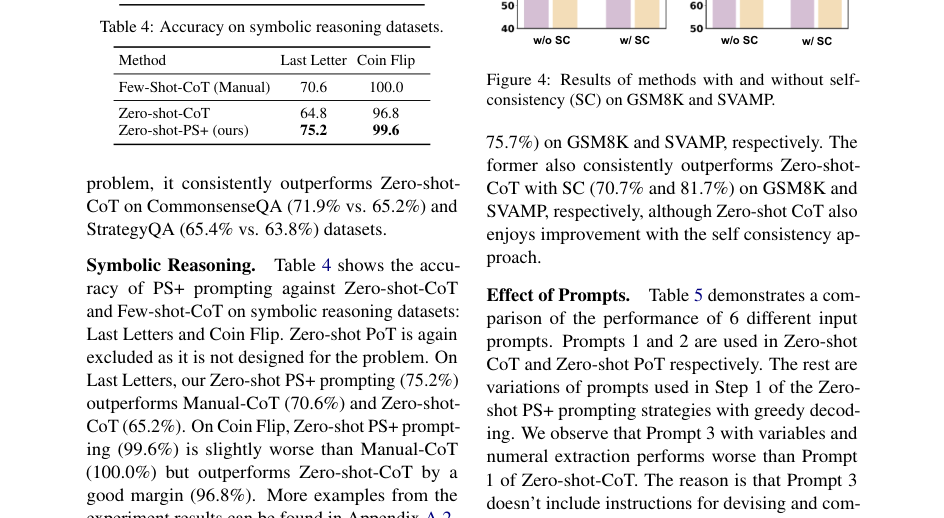 Table 4: Accuracy on symbolic reasoning datasets.
Method Last Letter Coin Flip
Few-Shot-CoT (Manual) 70.6 100.0
Zero-shot-CoT 64.8 96.8
Zero-shot-PS+ (ours) 75.2 99.6
problem, it consistently outperforms Zero-shot-
CoT on CommonsenseQA (71.9% vs. 65.2%) and
StrategyQA (65.4% vs. 63.8%) datasets.
Symbolic Reasoning. Table 4 shows the accu-
racy of PS+ prompting against Zero-shot-CoT
and Few-shot-CoT on symbolic reasoning datasets:
Last Letters and Coin Flip. Zero-shot PoT is again
excluded as it is not designed for the problem. On
Last Letters, our Zero-shot PS+ prompting (75.2%)
outperforms Manual-CoT (70.6%) and Zero-shot-
CoT (65.2%). On Coin Flip, Zero-shot PS+ prompt-
ing (99.6%) is slightly worse than Manual-CoT
(100.0%) but outperforms Zero-shot-CoT by a
good margin (96.8%). More examples from the
experiment results can be found in Appendix A.2.
50 60
40 50
w/o SC w/ SC w/o SC w/ SC
Figure 4: Results of methods with and without self-
consistency (SC) on GSM8K and SVAMP.
75.7%) on GSM8K and SVAMP, respectively. The
former also consistently outperforms Zero-shot-
CoT with SC (70.7% and 81.7%) on GSM8K and
SVAMP, respectively, although Zero-shot CoT also
enjoys improvement with the self consistency ap-
proach.
Effect of Prompts. Table 5 demonstrates a com-
parison of the performance of 6 different input
prompts. Prompts 1 and 2 are used in Zero-shot
CoT and Zero-shot PoT respectively. The rest are
variations of prompts used in Step 1 of the Zero-
shot PS+ prompting strategies with greedy decod-
ing. We observe that Prompt 3 with variables and
numeral extraction performs worse than Prompt
1 of Zero-shot-CoT. The reason is that Prompt 3
doesn't include instructions for devising and com-